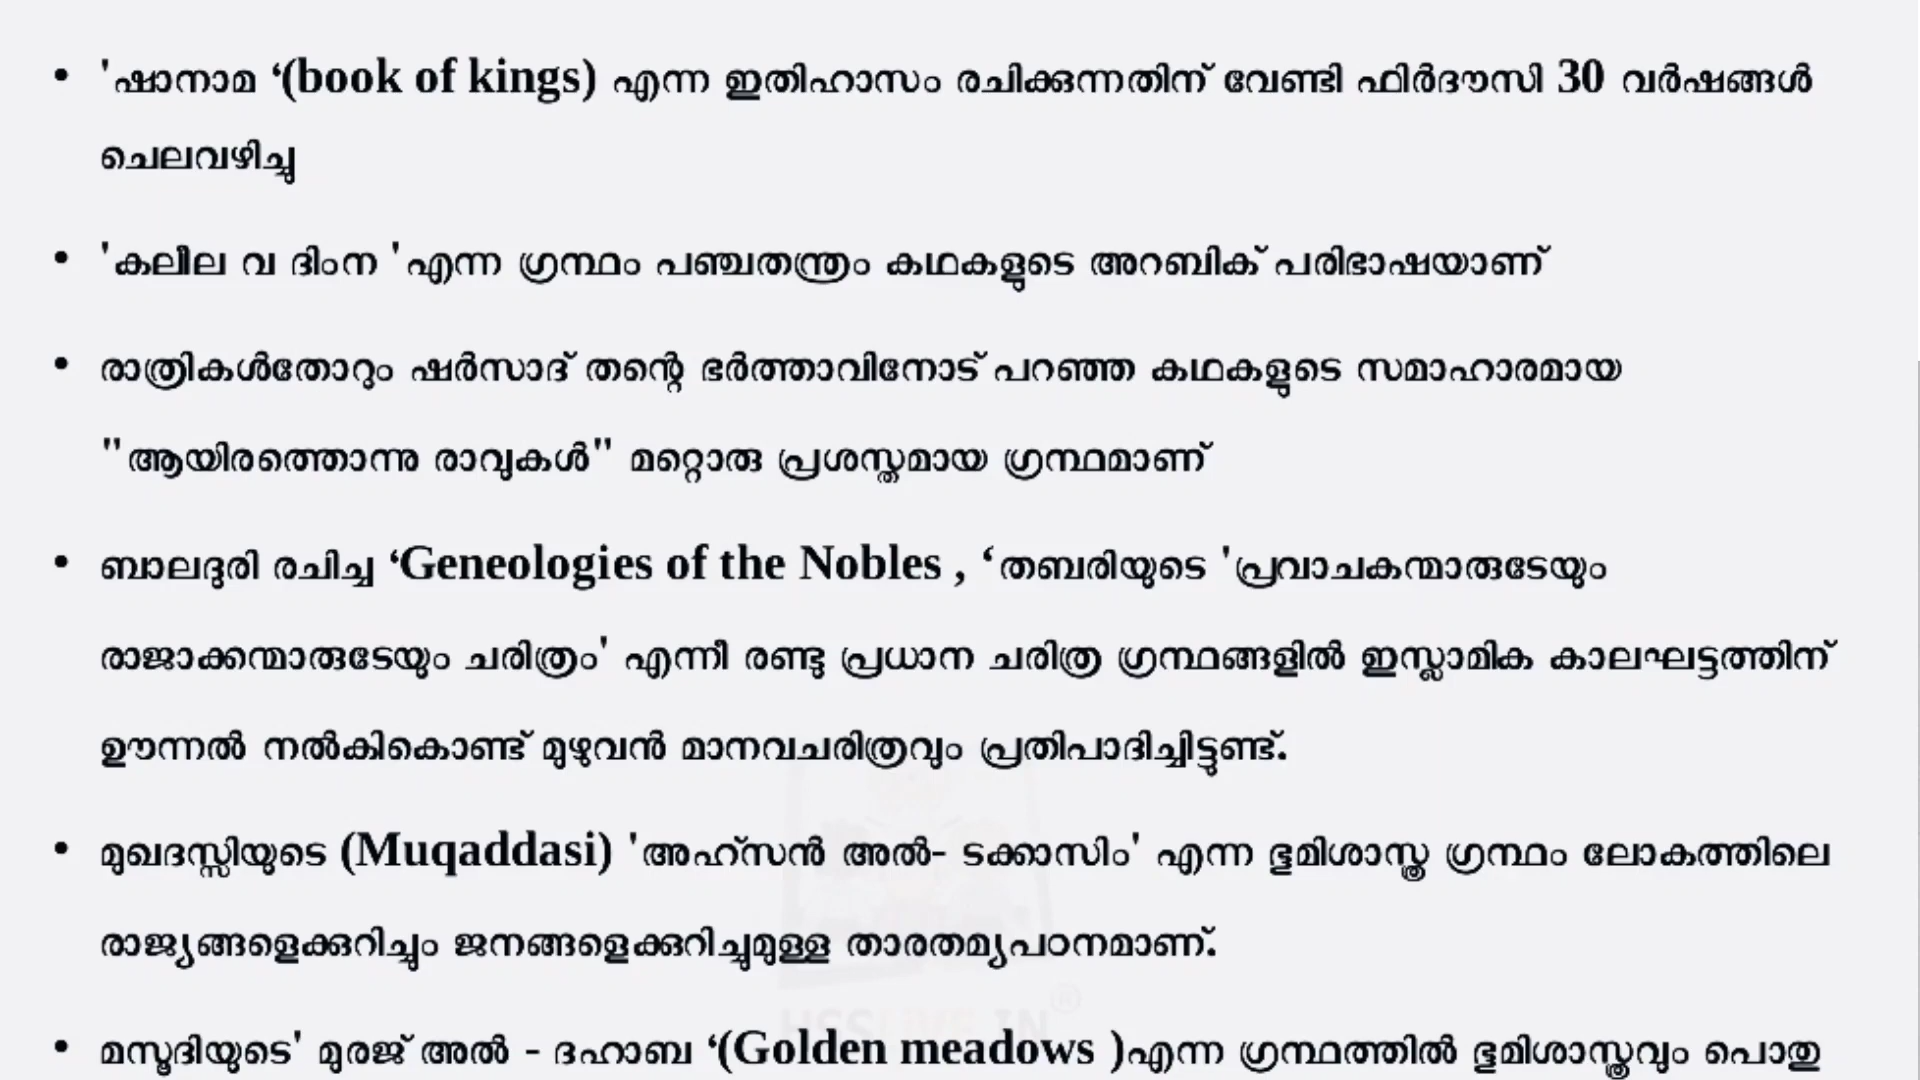 • 'ഷാനാമ ‘(book of kings) എന്ന ഇതിഹാസം രചിക്കുന്നതിന് വേണ്ടി ഫിർദൗസി 30 വർഷങ്ങൾ
ചെലവഴിച്ചു
• 'കലീല വ ദിംന 'എന്ന ഗ്രന്ഥം പഞ്ചതന്ത്രം കഥകളുടെ അറബിക് പരിഭാഷയാണ്
• രാത്രികൾതോറും ഷർസാദ് തന്റെ ഭർത്താവിനോട് പറഞ്ഞ കഥകളുടെ സമാഹാരമായ
"ആയിരത്തൊന്നു രാവുകൾ" മറ്റൊരു പ്രശസ്തമായ ഗ്രന്ഥമാണ്
• ബാലദുരി രചിച്ച ‘Geneologies of the Nobles , ‘തബരിയുടെ 'പ്രവാചകന്മാരുടേയും
രാജാക്കന്മാരുടേയും ചരിത്രം' എന്നീ രണ്ടു പ്രധാന ചരിത്ര ഗ്രന്ഥങ്ങളിൽ ഇസ്ലാമിക കാലഘട്ടത്തിന്
ഊന്നൽ നൽകികൊണ്ട് മുഴുവൻ മാനവചരിത്രവും പ്രതിപാദിച്ചിട്ടുണ്ട്.
• മുഖദസ്സിയുടെ (Muqaddasi) 'അഹ്സൻ അൽ- ടക്കാസിം' എന്ന ഭൂമിശാസ്ത്ര ഗ്രന്ഥം ലോകത്തിലെ
രാജ്യങ്ങളെക്കുറിച്ചും ജനങ്ങളെക്കുറിച്ചുമുള്ള താരതമ്യപഠനമാണ്.
HSSLIVE.IN ®
• മസൂദിയുടെ' മുരജ് അൽ - ദഹാബ ‘(Golden meadows )എന്ന ഗ്രന്ഥത്തിൽ ഭൂമിശാസ്ത്രവും പൊതു